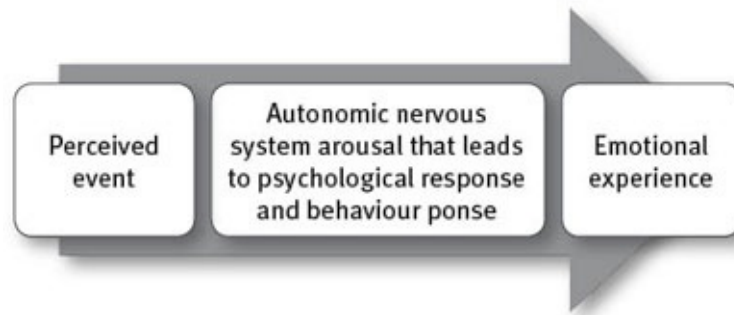 Perceived
event
Autonomic nervous
system arousal that leads
to psychological response
and behaviour ponse
Emotional
experience